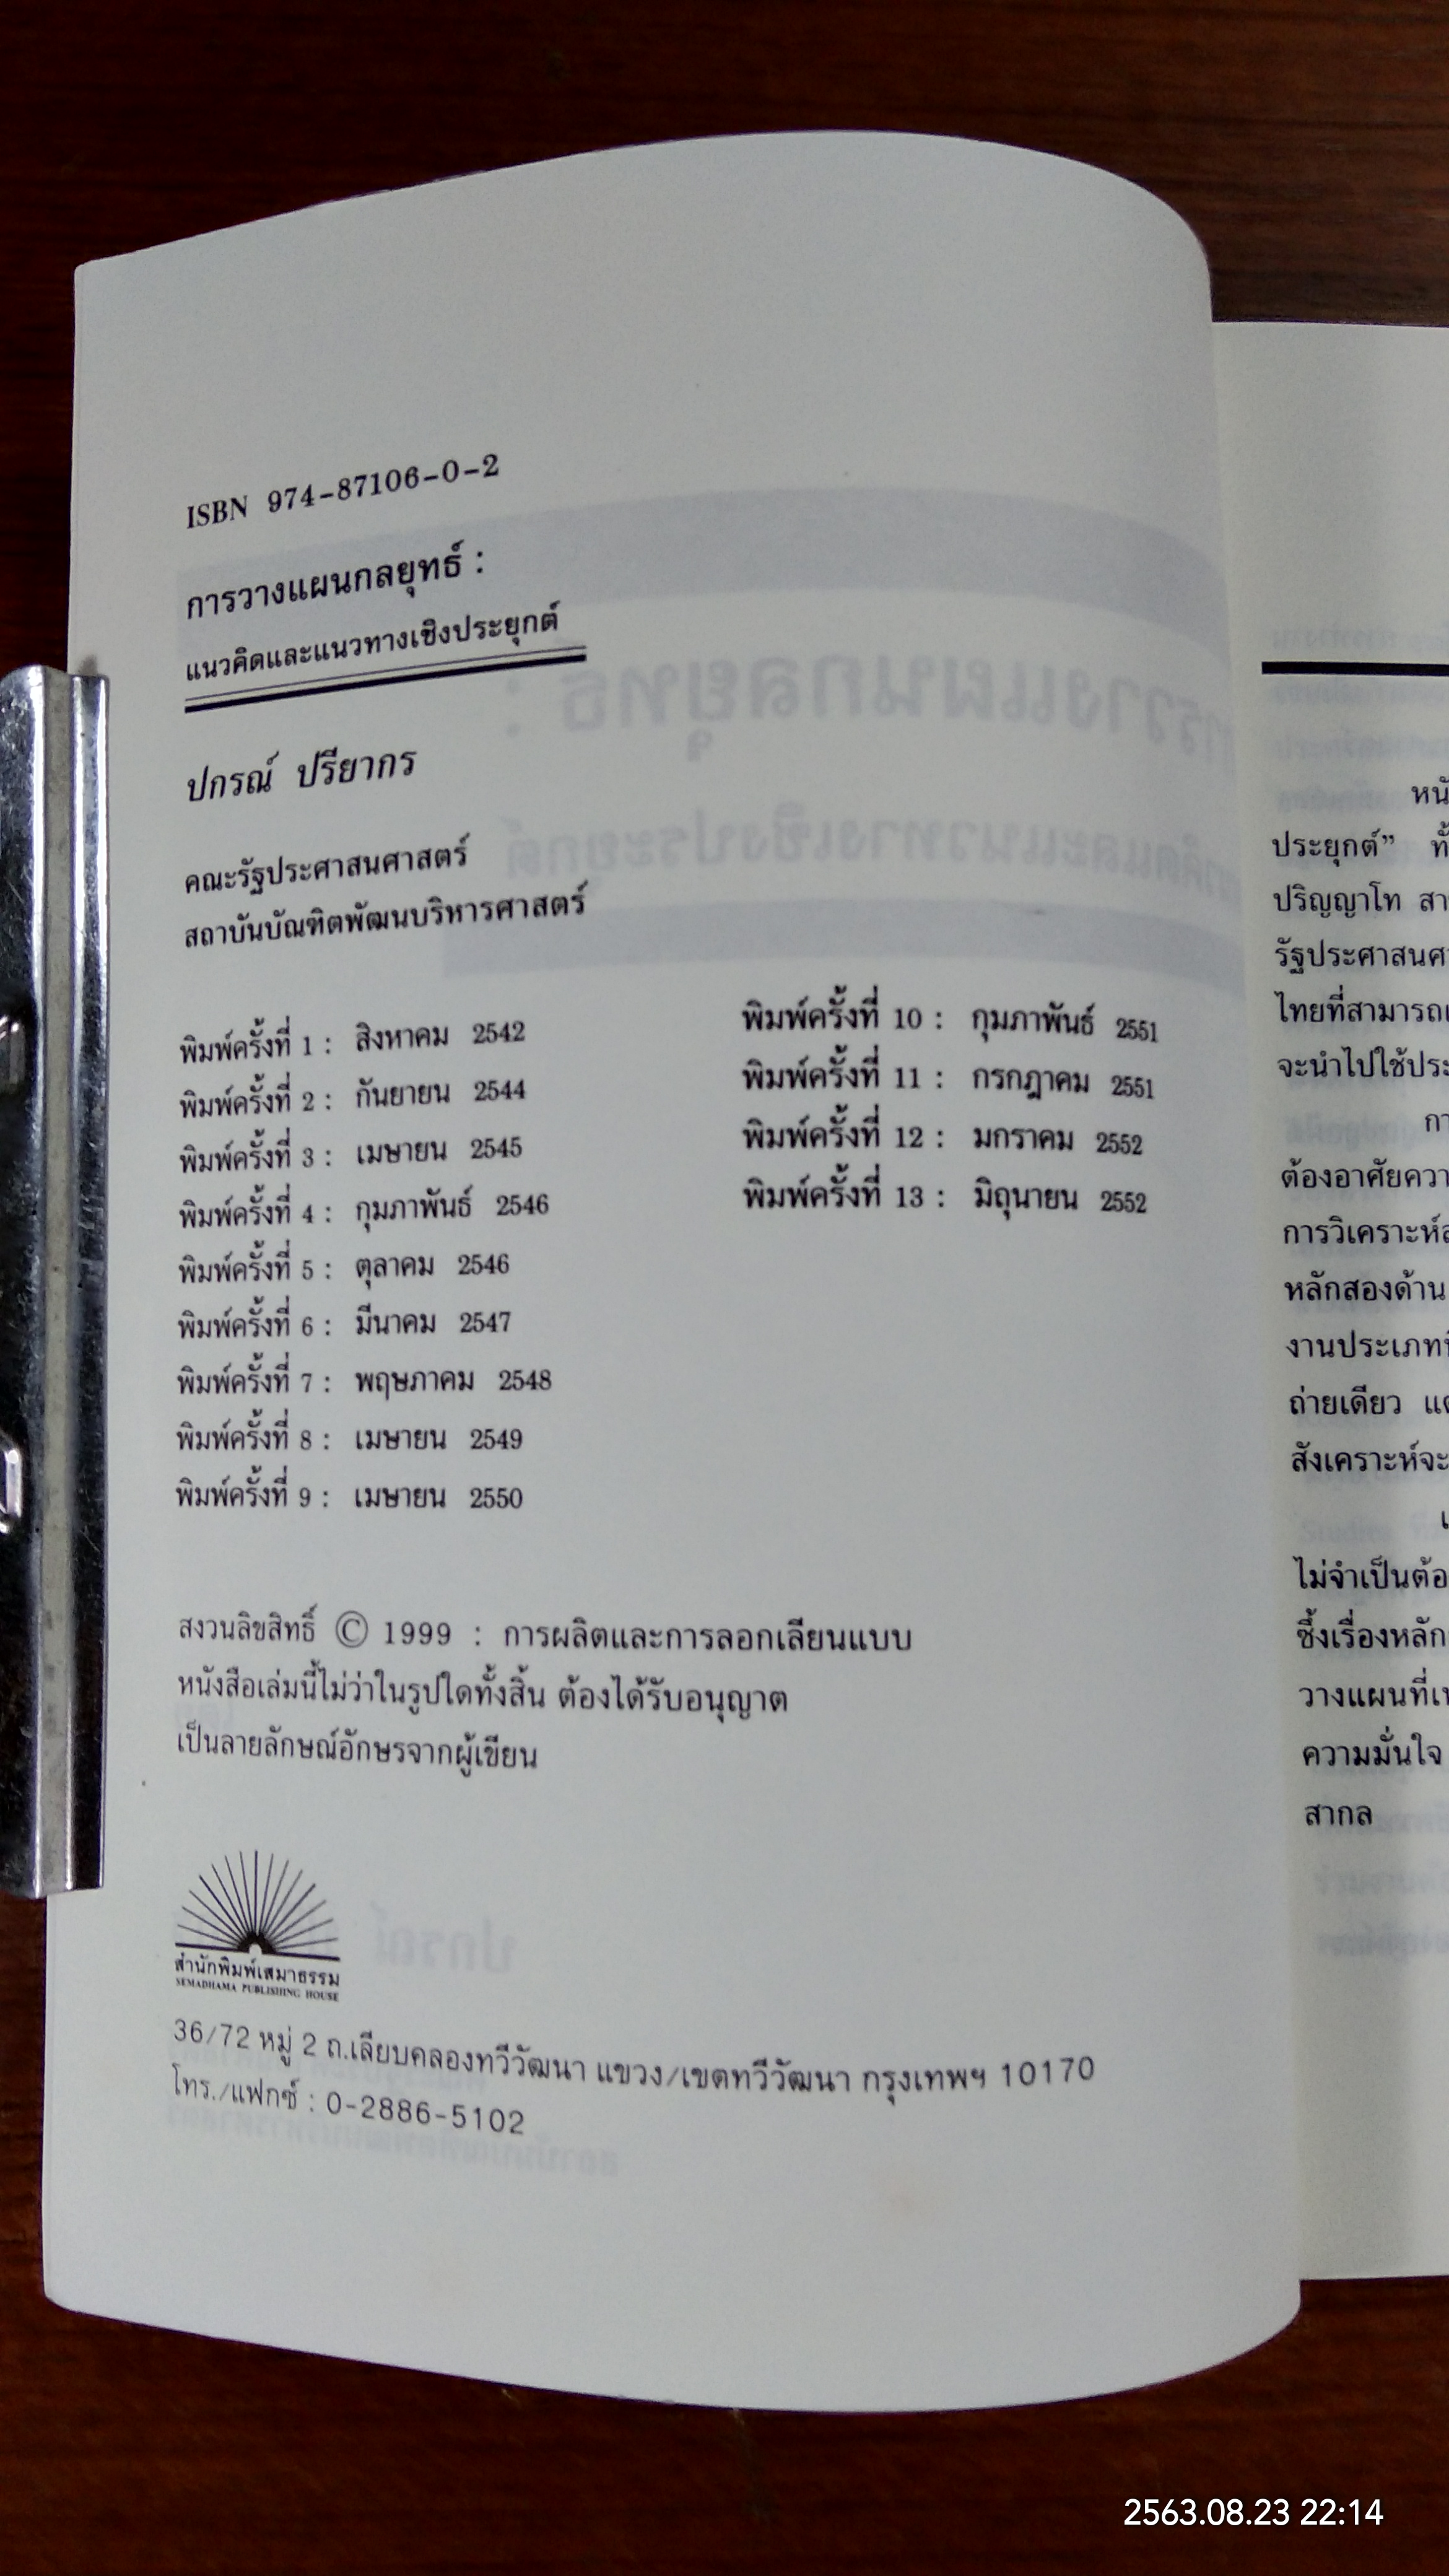 ISBN 974-87106-0-2
การวางแผนกลยุทธ์ :
แนวคิดและแนวทางเชิงประยุกต์
ปกรณ์ ปรียากร
คณะรัฐประศาสนศาสตร์
สถาบันบัณฑิตพัฒนบริหารศาสตร์
พิมพ์ครั้งที่ 1 : สิงหาคม 2542
พิมพ์ครั้งที่ 2 : กันยายน 2544
พิมพ์ครั้งที่ 3 : เมษายน 2545
พิมพ์ครั้งที่ 4 : กุมภาพันธ์ 2546
พิมพ์ครั้งที่ 5 : ตุลาคม 2546
พิมพ์ครั้งที่ 6 : มีนาคม 2547
พิมพ์ครั้งที่ 7 : พฤษภาคม 2548
พิมพ์ครั้งที่ 8 : เมษายน 2549
พิมพ์ครั้งที่ 9 : เมษายน 2550
พิมพ์ครั้งที่ 10 : กุมภาพันธ์ 2551
พิมพ์ครั้งที่ 11 : กรกฎาคม 2551
พิมพ์ครั้งที่ 12 : มกราคม 2552
พิมพ์ครั้งที่ 13 : มิถุนายน 2552
สงวนลิขสิทธิ์ © 1999 : การผลิตและการลอกเลียนแบบ
หนังสือเล่มนี้ไม่ว่าในรูปใดทั้งสิ้น ต้องได้รับอนุญาต
เป็นลายลักษณ์อักษรจากผู้เขียน
สำนักพิมพ์เสมาธรรม
SEMADHAMA PUBLISHING HOUSE
36/72 หมู่ 2 ถ.เลียบคลองทวีวัฒนา แขวง/เขตทวีวัฒนา กรุงเทพฯ 10170
โทร./แฟกซ์ : 0-2886-5102
ประยุกต์"
ปริญญาโท
รัฐประศาสนศา
ไทยที่สามารถ
จะนำไปใช้ประ
ต้องอาศัยควา
การวิเคราะห์
หลักสองด้าน
งานประเภท
ถ่ายเดียว
สังเคราะห์จะ
ไม่จำเป็นต้อ
ซึ้งเรื่องหลัก
วางแผนที่
ความมั่นใจ
สากล
2563.08.23 22:14